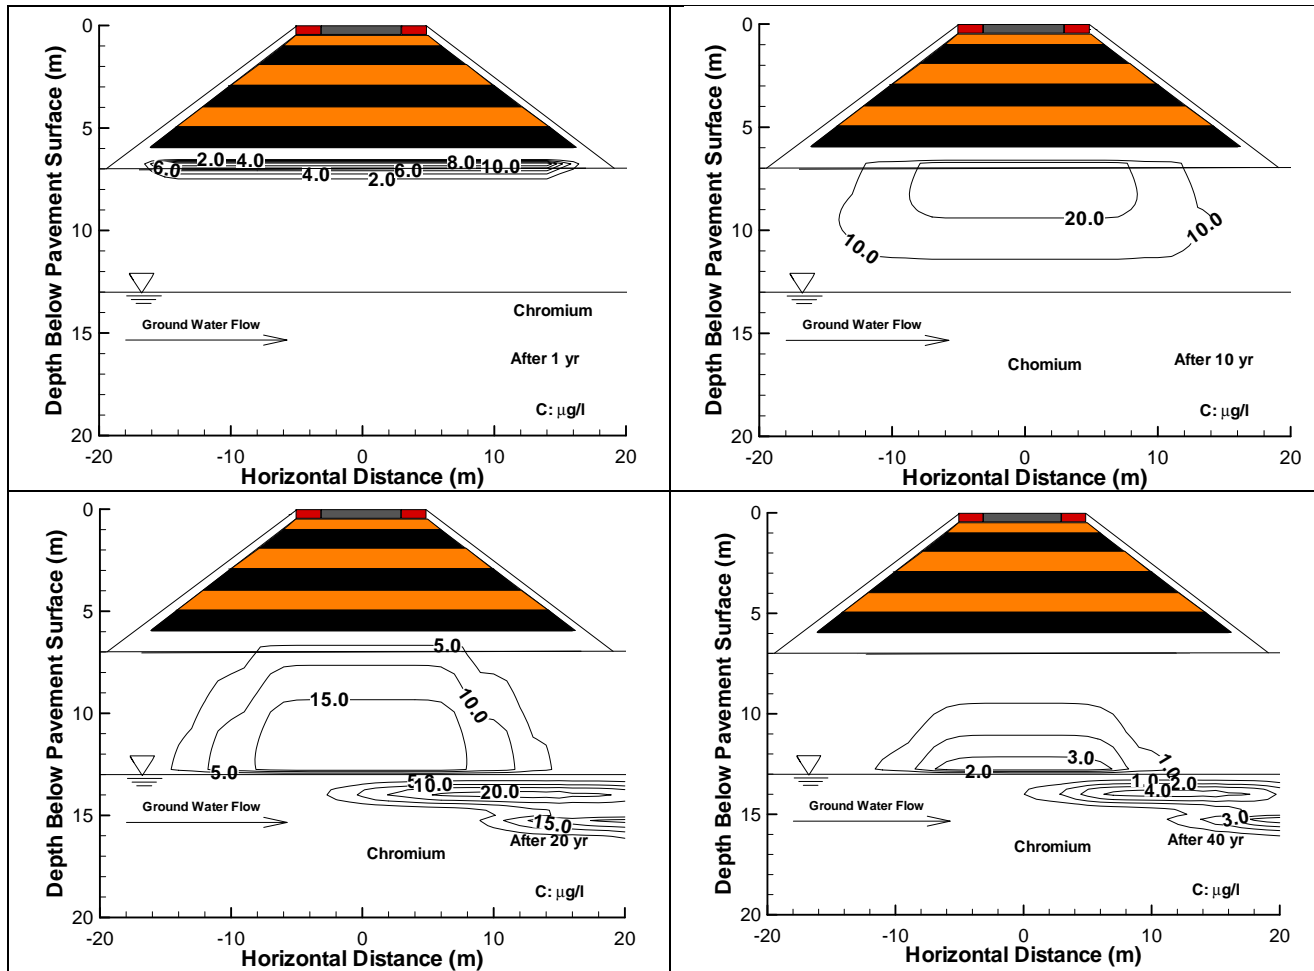 Depth Below Pavement Surface (m)
0
5
10
15
20
2.0 4.0 8.0 10.0
6.0 6.0
4.0 2.0
Ground Water Flow
Chromium
After 1 yr
C: µg/l
-20 -10 0 10 20
Horizontal Distance (m)
Depth Below Pavement Surface (m)
0
5
10
15
20
20.0
10.0 10.0
Ground Water Flow
Chomium
After 10 yr
C: µg/l
-20 -10 0 10 20
Horizontal Distance (m)
Depth Below Pavement Surface (m)
0
5
10
15
20
5.0
15.0 10.0
5.0 5.0
10.0
20.0
15.0
Ground Water Flow
Chromium
After 20 yr
C: µg/l
-20 -10 0 10 20
Horizontal Distance (m)
Depth Below Pavement Surface (m)
0
5
10
15
20
3.0 1.0
2.0
1.0 2.0
4.0
3.0
Ground Water Flow
Chromium
After 40 yr
C: µg/l
-20 -10 0 10 20
Horizontal Distance (m)